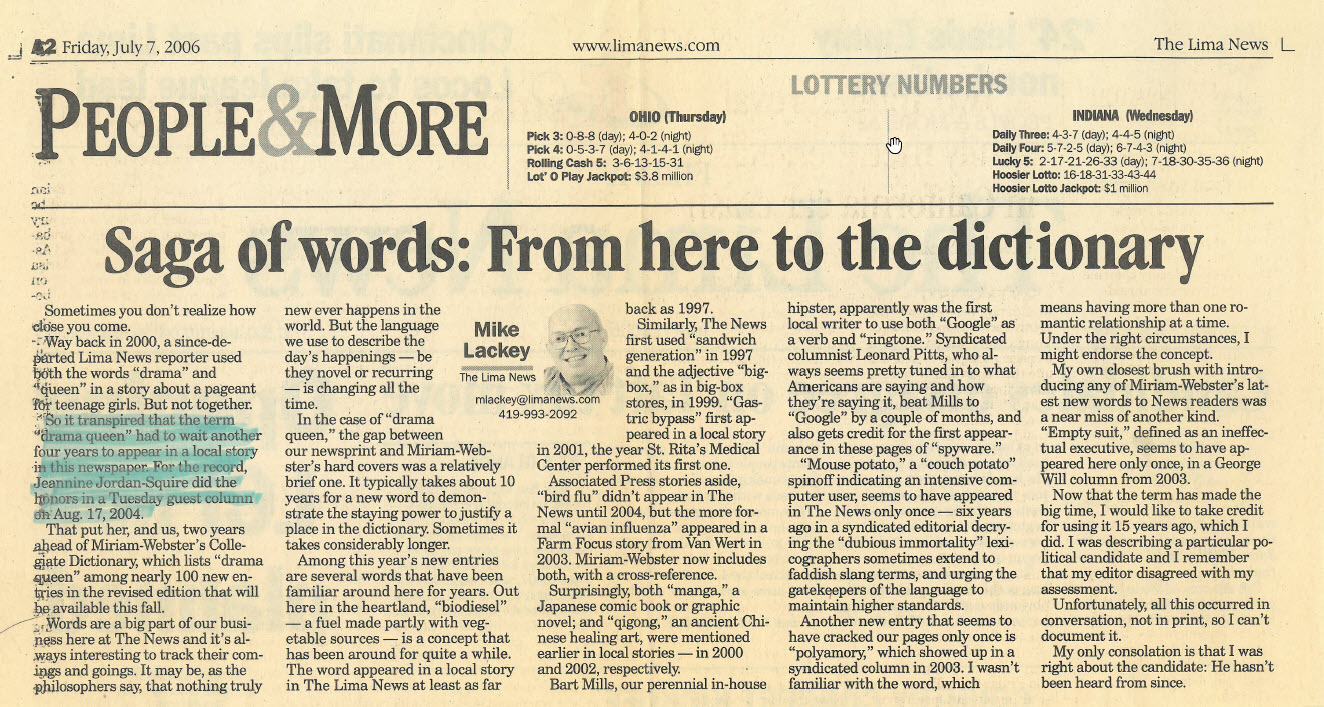 A2 Friday, July 7, 2006
www.limanews.com
The Lima News
PEOPLE&MORE
LOTTERY NUMBERS
OHIO (Thursday)
Pick 3: 0-8-8 (day); 4-0-2 (night)
Pick 4: 0-5-3-7 (day); 4-1-4-1 (night)
Rolling Cash 5: 3-6-13-15-31
Lot' O Play Jackpot: $3.8 million
INDIANA (Wednesday)
Daily Three: 4-3-7 (day); 4-4-5 (night)
Daily Four: 5-7-2-5 (day); 6-7-4-3 (night)
Lucky 5: 2-17-21-26-33 (day); 7-18-30-35-36 (night)
Hoosier Lotto: 16-18-31-33-43-44
Hoosier Lotto Jackpot: $1 million
Saga of words: From here to the dictionary
Sometimes you don't realize how
close you come.
Way back in 2000, a since-de-
parted Lima News reporter used
both the words "drama" and
"queen" in a story about a pageant
for teenage girls. But not together.
So it transpired that the term
"drama queen" had to wait another
four years to appear in a local story
in this newspaper. For the record,
Jeannine Jordan-Squire did the
honors in a Tuesday guest column
on Aug. 17, 2004.
That put her, and us, two years
ahead of Miriam-Webster's Colle-
giate Dictionary, which lists "drama
queen" among nearly 100 new en-
tries in the revised edition that will
be available this fall.
Words are a big part of our busi-
ness here at The News and it's al-
ways interesting to track their com-
ings and goings. It may be, as the
philosophers say, that nothing truly
new ever happens in the
world. But the language
we use to describe the
day's happenings — be
they novel or recurring
— is changing all the
time.
In the case of "drama
queen," the gap between
our newsprint and Miriam-Web-
ster's hard covers was a relatively
brief one. It typically takes about 10
years for a new word to demon-
strate the staying power to justify a
place in the dictionary. Sometimes it
takes considerably longer.
Among this year's new entries
are several words that have been
familiar around here for years. Out
here in the heartland, "biodiesel"
— a fuel made partly with veg-
etable sources — is a concept that
has been around for quite a while.
The word appeared in a local story
in The Lima News at least as far
Mike
Lackey
The Lima News
mlackey@limanews.com
419-993-2092
back as 1997.
Similarly, The News
first used "sandwich
generation" in 1997
and the adjective "big-
box," as in big-box
stores, in 1999. "Gas-
tric bypass" first ap-
peared in a local story
in 2001, the year St. Rita's Medical
Center performed its first one.
Associated Press stories aside,
"bird flu" didn't appear in The
News until 2004, but the more for-
mal "avian influenza" appeared in a
Farm Focus story from Van Wert in
2003. Miriam-Webster now includes
both, with a cross-reference.
Surprisingly, both "manga," a
Japanese comic book or graphic
novel; and "qigong," an ancient Chi-
nese healing art, were mentioned
earlier in local stories — in 2000
and 2002, respectively.
Bart Mills, our perennial in-house
hipster, apparently was the first
local writer to use both "Google" as
a verb and "ringtone." Syndicated
columnist Leonard Pitts, who al-
ways seems pretty tuned in to what
Americans are saying and how
they're saying it, beat Mills to
"Google" by a couple of months, and
also gets credit for the first appear-
ance in these pages of "spyware."
"Mouse potato," a "couch potato"
spinoff indicating an intensive com-
puter user, seems to have appeared
in The News only once — six years
ago in a syndicated editorial decry-
ing the "dubious immortality" lexi-
cographers sometimes extend to
faddish slang terms, and urging the
gatekeepers of the language to
maintain higher standards.
Another new entry that seems to
have cracked our pages only once is
"polyamory," which showed up in a
syndicated column in 2003. I wasn't
familiar with the word, which
means having more than one ro-
mantic relationship at a time.
Under the right circumstances, I
might endorse the concept.
My own closest brush with intro-
ducing any of Miriam-Webster's lat-
est new words to News readers was
a near miss of another kind.
"Empty suit," defined as an ineffec-
tual executive, seems to have ap-
peared here only once, in a George
Will column from 2003.
Now that the term has made the
big time, I would like to take credit
for using it 15 years ago, which I
did. I was describing a particular po-
litical candidate and I remember
that my editor disagreed with my
assessment.
Unfortunately, all this occurred in
conversation, not in print, so I can't
document it.
My only consolation is that I was
right about the candidate: He hasn't
been heard from since.